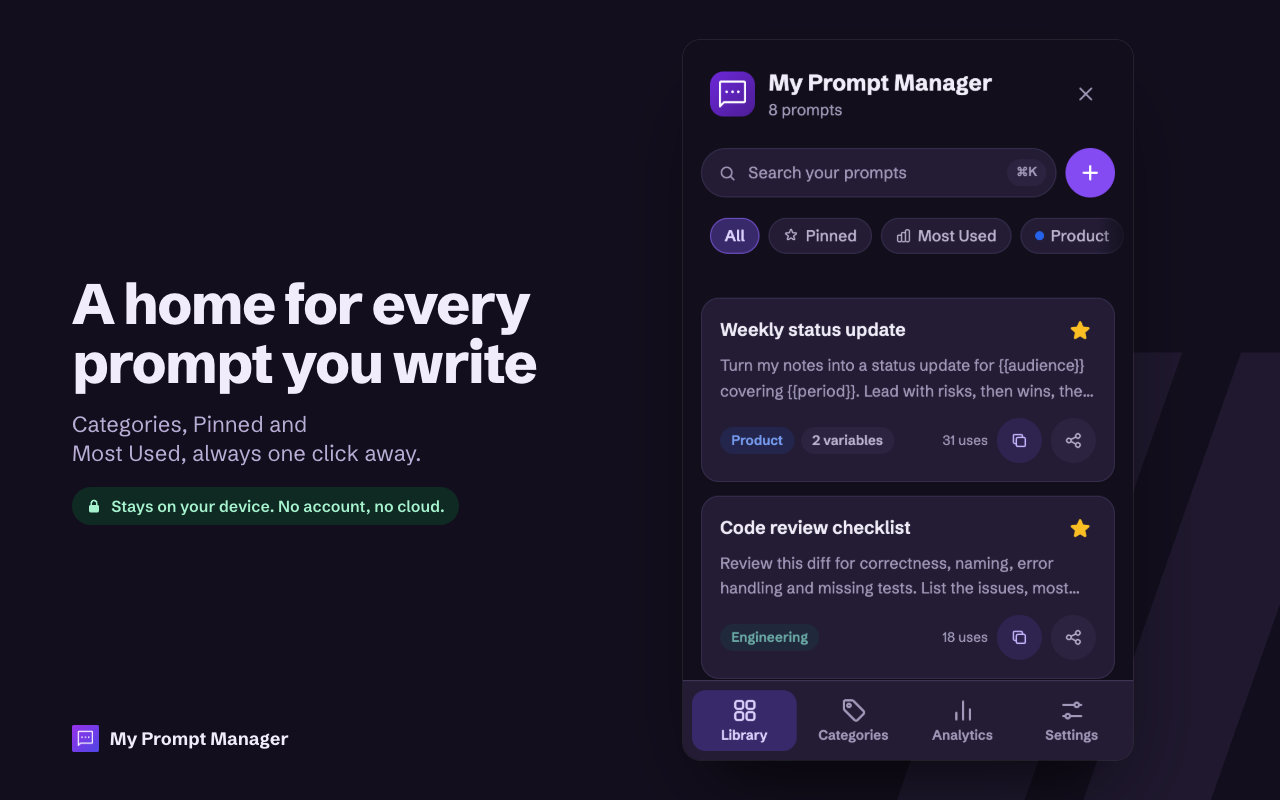 A home for every
prompt you write
Categories, Pinned and
Most Used, always one click away.
Stays on your device. No account, no cloud.
My Prompt Manager
My Prompt Manager
8 prompts
Search your prompts
⌘K
All
Pinned
Most Used
Product
Weekly status update
Turn my notes into a status update for {{audience}}
covering {{period}}. Lead with risks, then wins, the…
Product
2 variables
31 uses
Code review checklist
Review this diff for correctness, naming, error
handling and missing tests. List the issues, most…
Engineering
18 uses
Library
Categories
Analytics
Settings